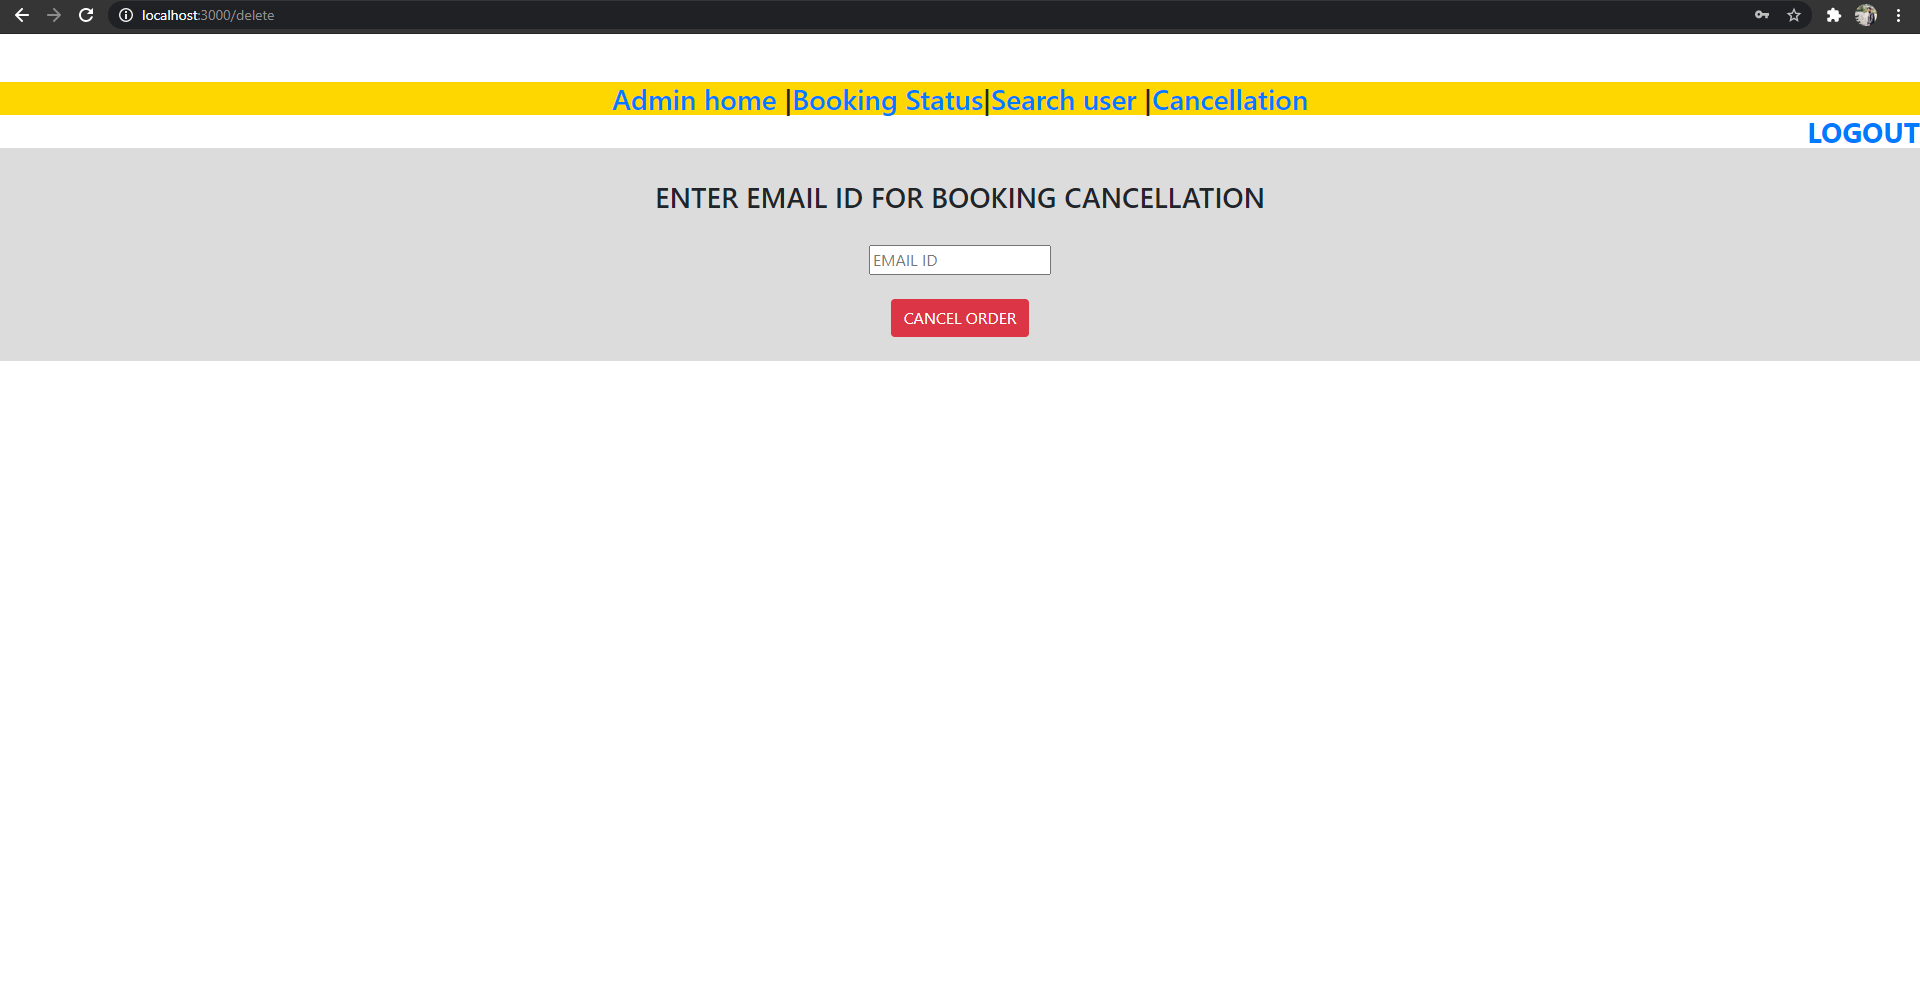 localhost:3000/delete
Admin home |Booking Status|Search user |Cancellation
LOGOUT
ENTER EMAIL ID FOR BOOKING CANCELLATION
EMAIL ID
CANCEL ORDER